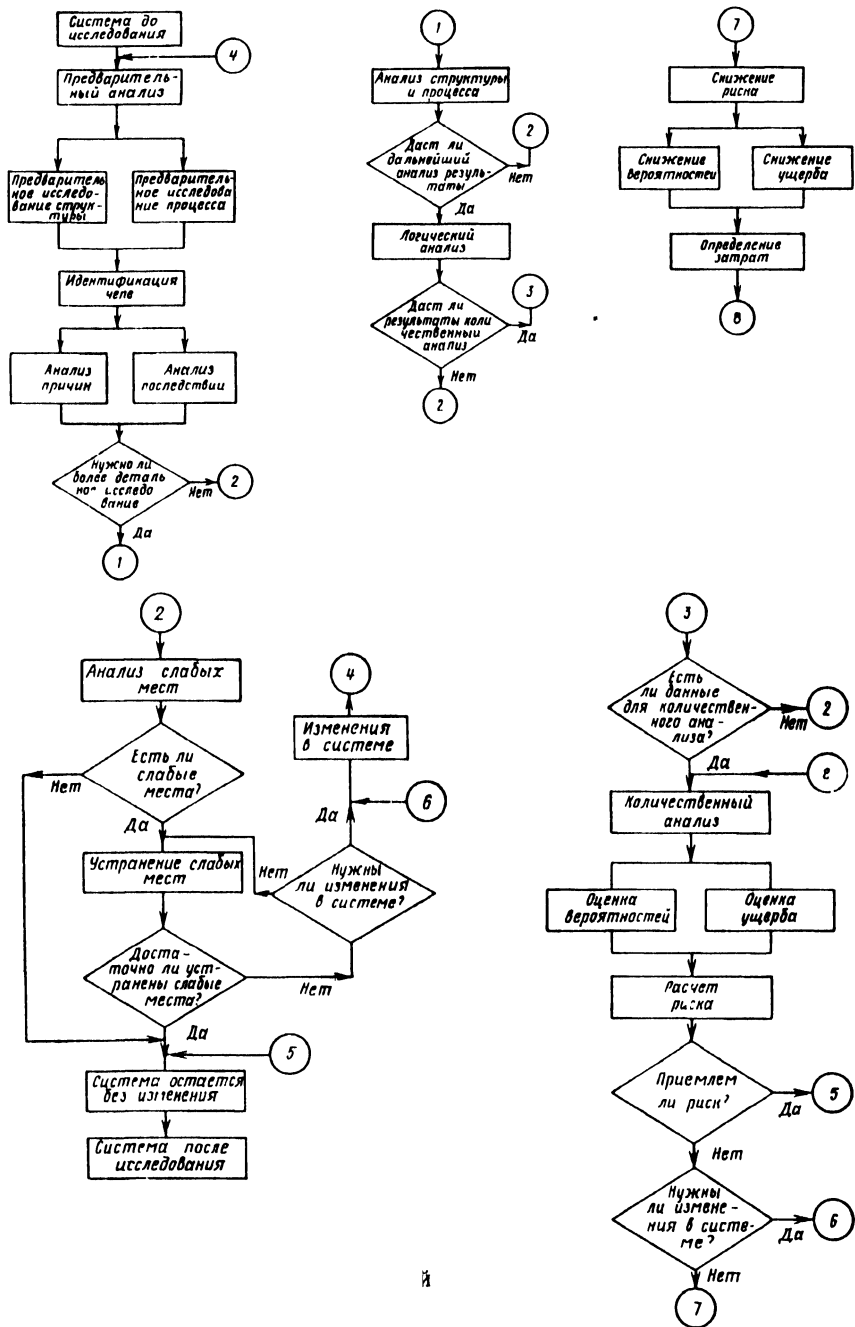 Система до
исследования
4
Предваритель-
ный анализ
Предваритель-
ное исследо-
вание струк-
туры
Предваритель-
ное исследова
ние процесса
Идентификация
чепе
Анализ
причин
Анализ
последствии
Нужно ли
более деталь
ное исследо
вание
Нет
2
Да
1
1
Анализ структуры
и процесса
Даст ли
дальнейший
анализ резуль-
таты
2
Нет
Да
Логический
анализ
Даст ли
результаты коли
чественный
анализ
3
Да
Нет
2
7
Снижение
риска
Снижение
вероятностей
Снижение
ущерба
Определение
затрат
8
2
Анализ слабых
мест
Есть ли
слабые
места?
Нет
Да
Устранение слабых
мест
Доста-
точно ли уст-
ранены слабые
места?
Нет
Да
5
Система остается
без изменения
Система после
исследования
4
Изменения
в системе
6
Да
Нужны
ли изменения
в системе?
Нет
3
Есть
ли данные
для количествен-
ного ана-
лиза?
2
Нет
Да
Количественный
анализ
Оценка
вероятностей
Оценка
ущерба
Расчет
риска
Приемлем
ли риск?
5
Да
Нет
Нужны
ли измене-
ния в систе-
ме?
6
Да
Нет
7
й